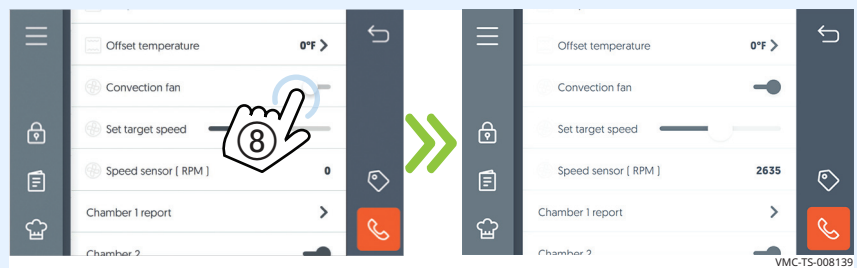 Offset temperature 0°F
Convection fan
8
Set target speed
Speed sensor [ RPM ] 0
Chamber 1 report
Chamber 2
Offset temperature 0°F
Convection fan
Set target speed
Speed sensor [ RPM ] 2635
Chamber 1 report
Chamber 2
VMC-TS-008139